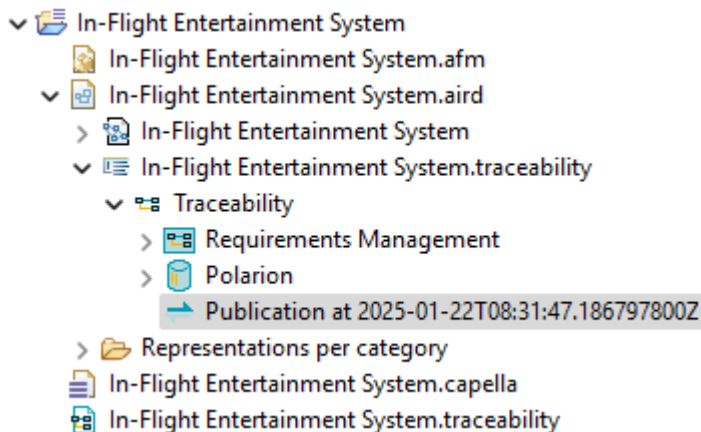 In-Flight Entertainment System
In-Flight Entertainment System.afm
In-Flight Entertainment System.aird
In-Flight Entertainment System
In-Flight Entertainment System.traceability
Traceability
Requirements Management
Polarion
Publication at 2025-01-22T08:31:47.186797800Z
Representations per category
In-Flight Entertainment System.capella
In-Flight Entertainment System.traceability